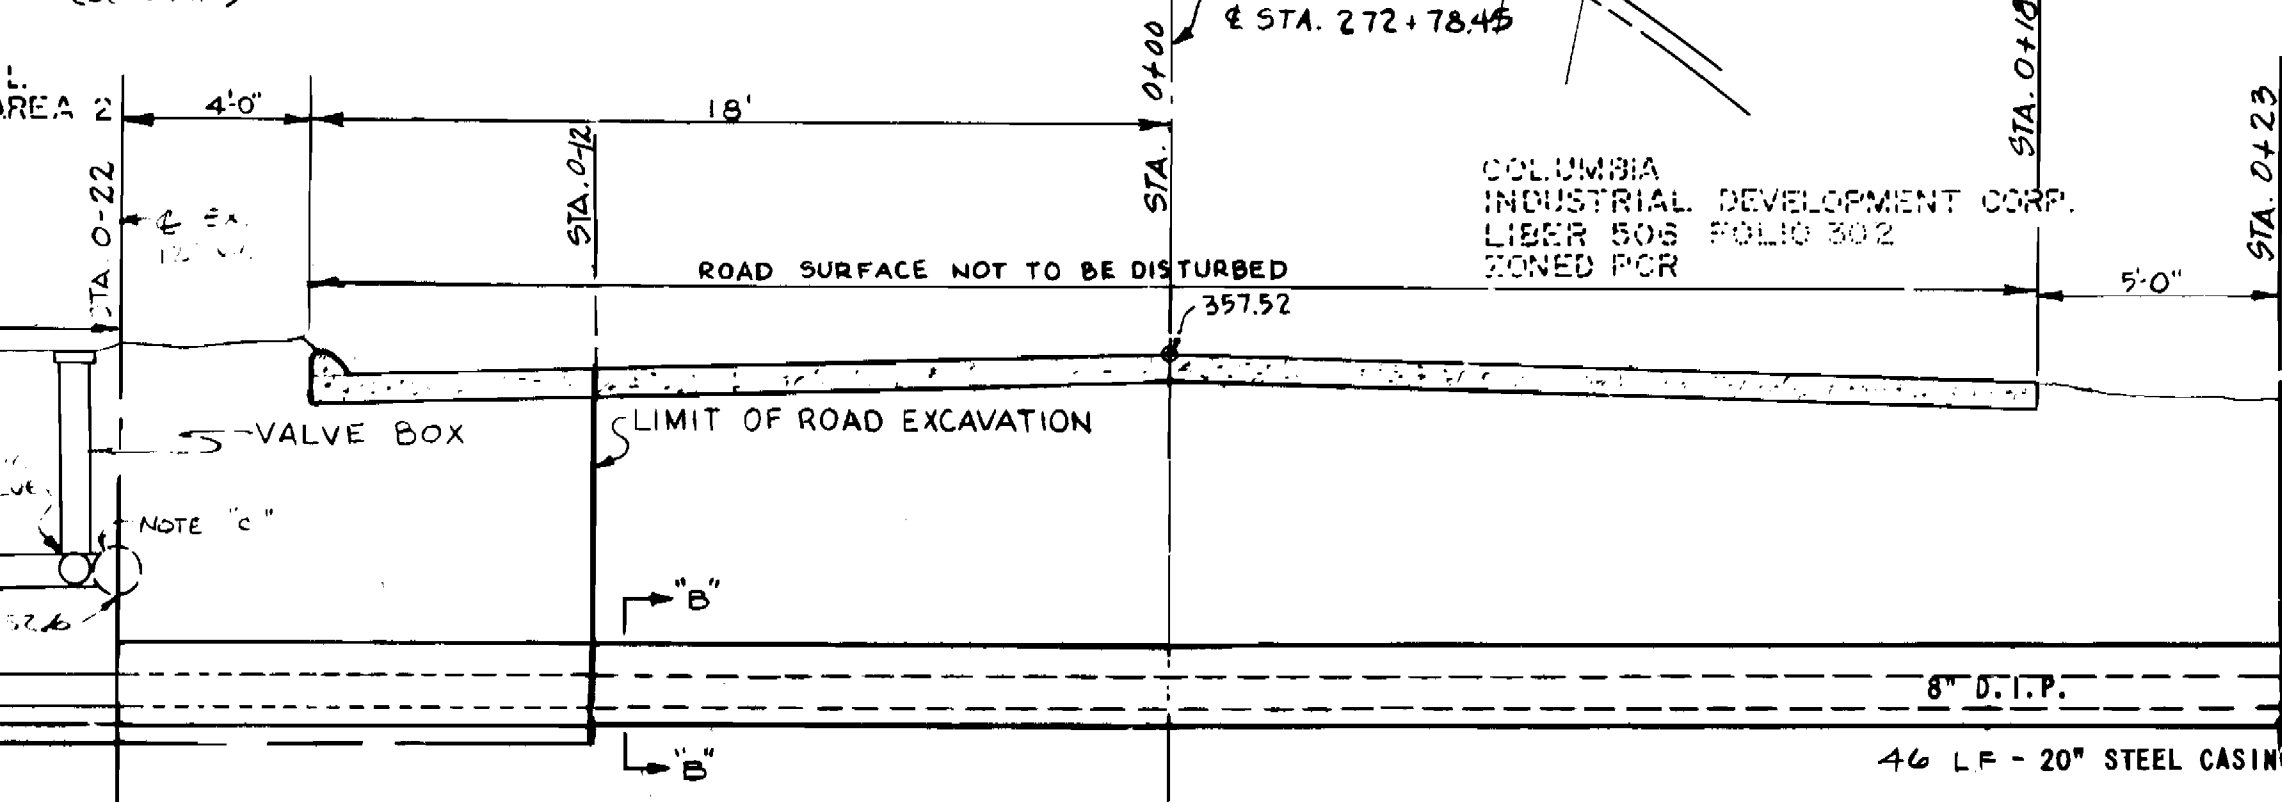 ℄ STA. 272+78.45
STA. 0+00
STA. 0+18
L.
AREA 2
4'-0"
18'
STA. 0-12
STA. 0-22
STA. 0+23
℄ EX.
COLUMBIA
INDUSTRIAL DEVELOPMENT CORP.
LIBER 506 FOLIO 302
ZONED PCR
ROAD SURFACE NOT TO BE DISTURBED
5'-0"
357.52
VALVE BOX
LIMIT OF ROAD EXCAVATION
NOTE "C"
"B"
8" D.I.P.
"B"
46 LF - 20" STEEL CASIN